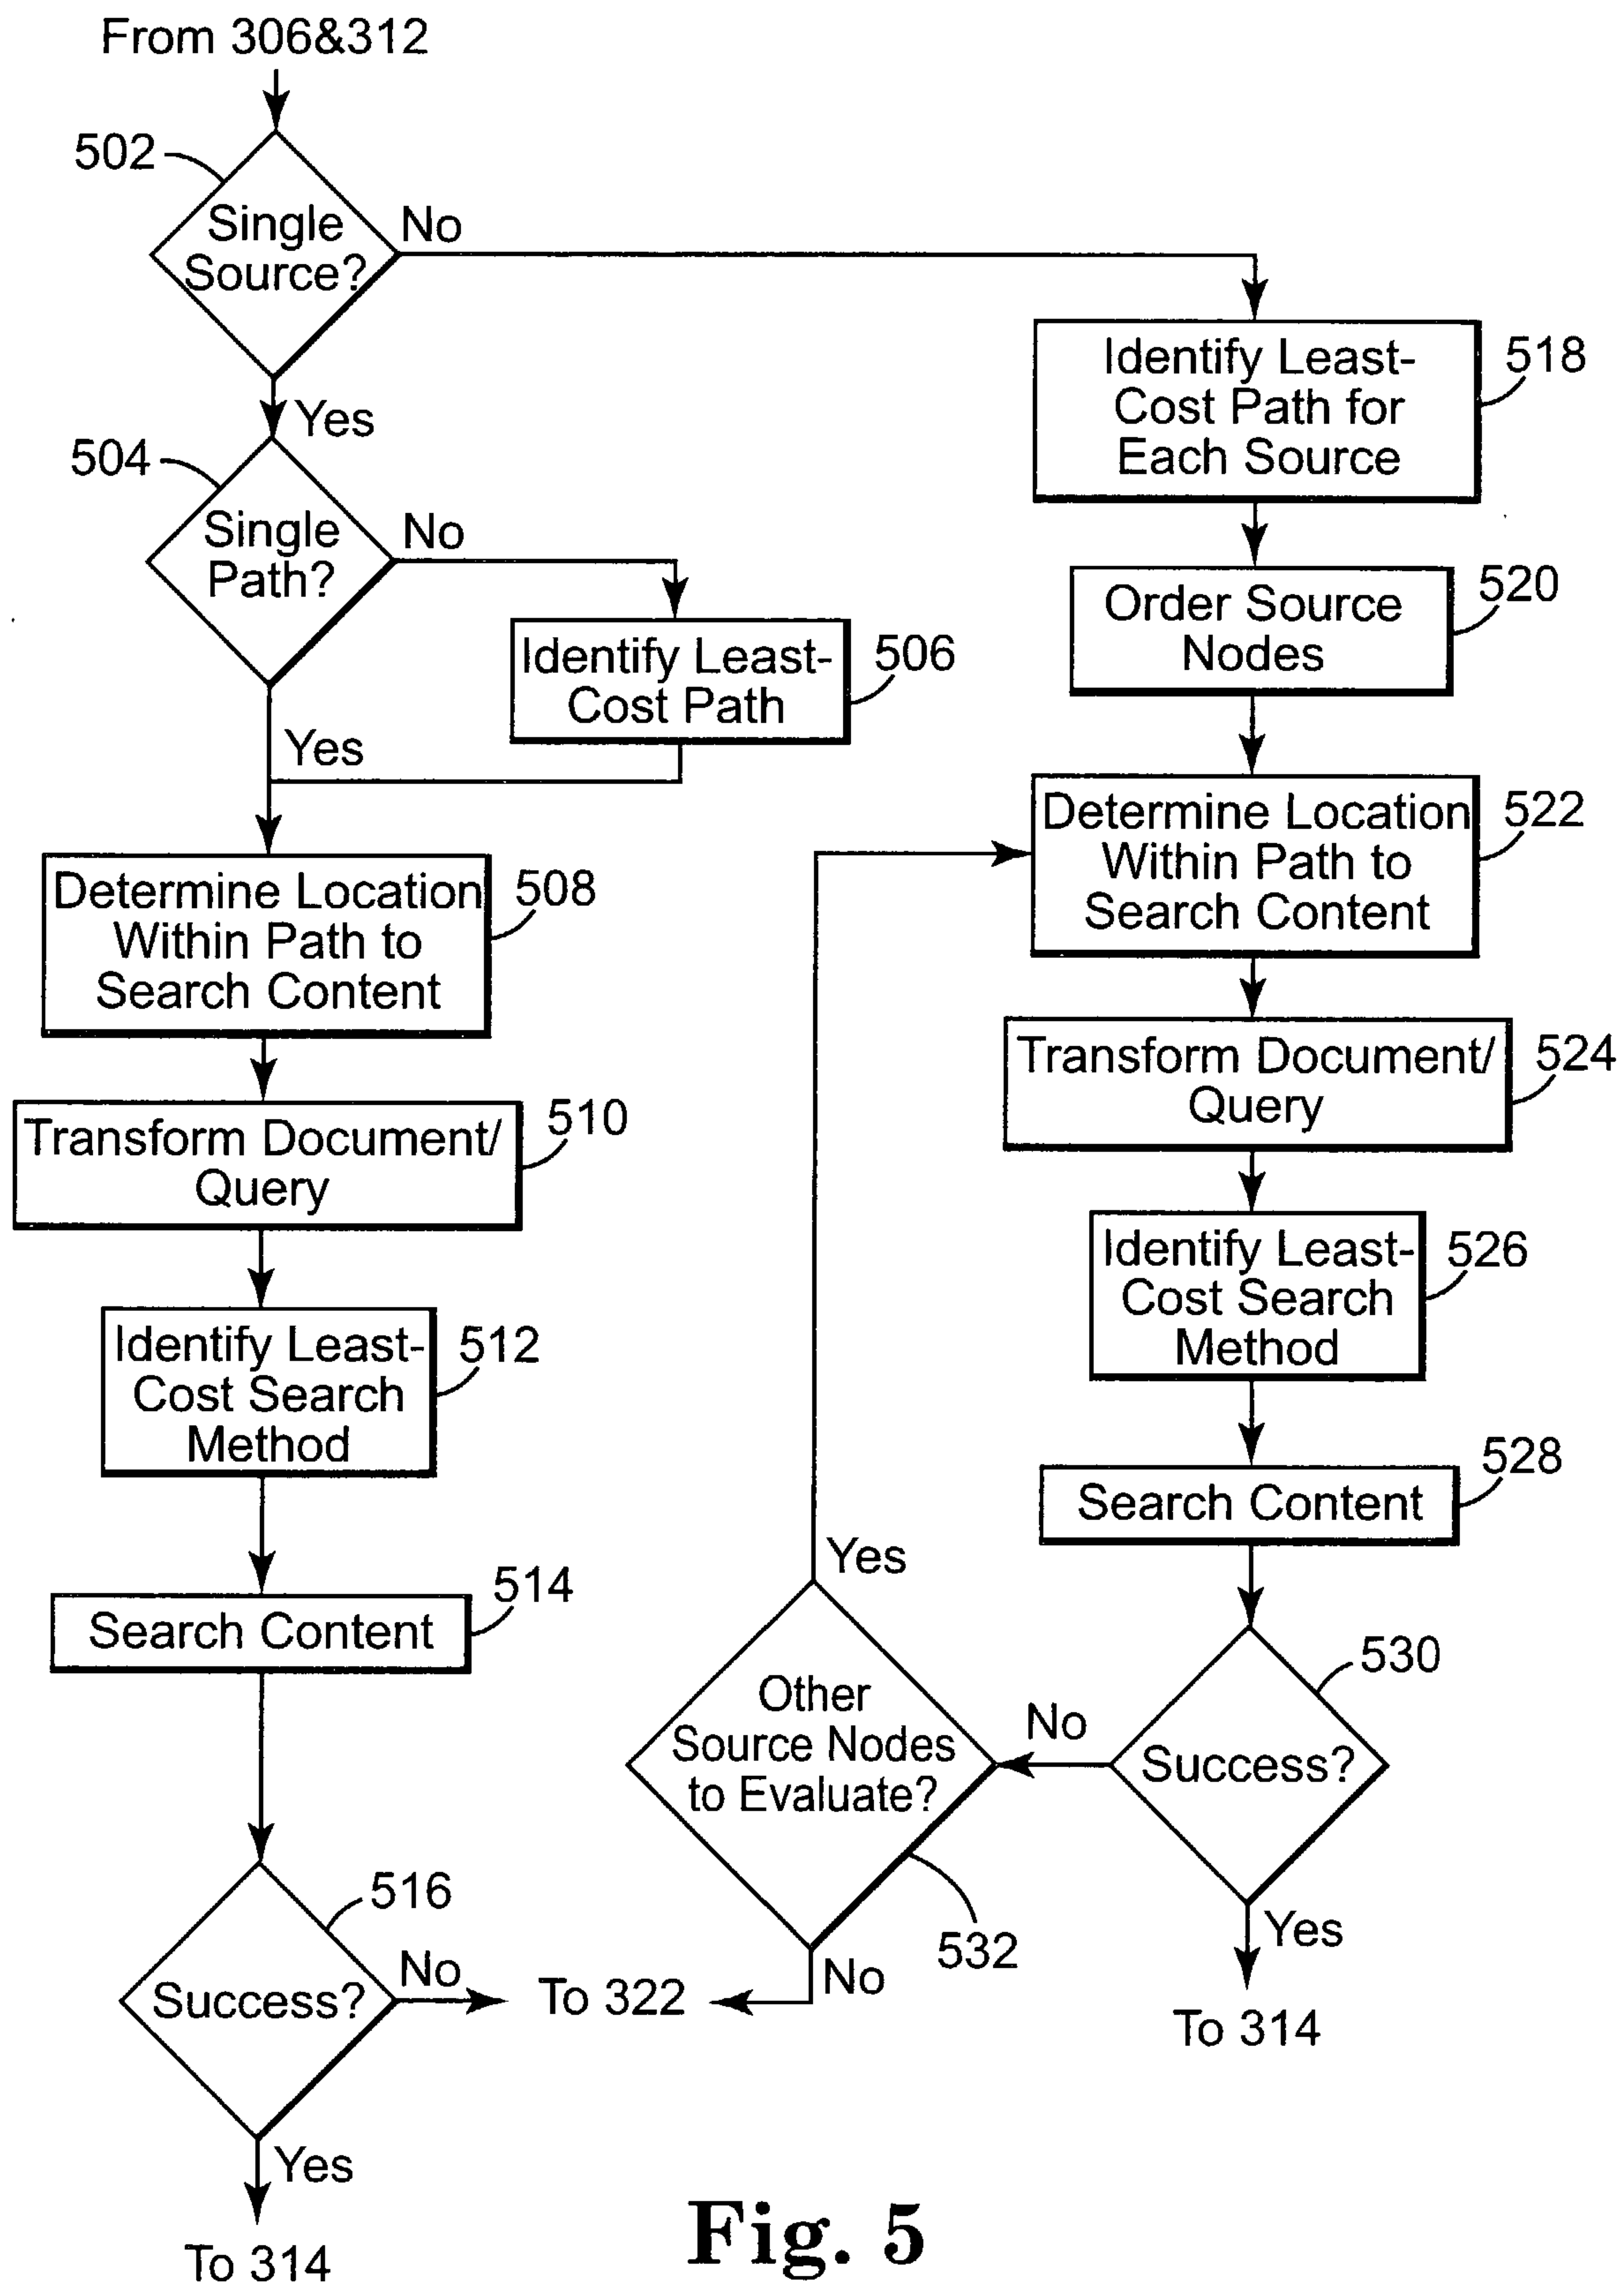 From 306&312
502
Single
Source?
No
Yes
504
Single
Path?
No
Identify Least-
Cost Path
506
Yes
Determine Location
Within Path to
Search Content
508
Transform Document/
Query
510
Identify Least-
Cost Search
Method
512
Search Content
514
516
Success?
No
To 322
Yes
To 314
Identify Least-
Cost Path for
Each Source
518
Order Source
Nodes
520
Determine Location
Within Path to
Search Content
522
Transform Document/
Query
524
Identify Least-
Cost Search
Method
526
Search Content
528
530
Success?
No
Yes
To 314
Other
Source Nodes
to Evaluate?
532
Yes
No
Fig. 5